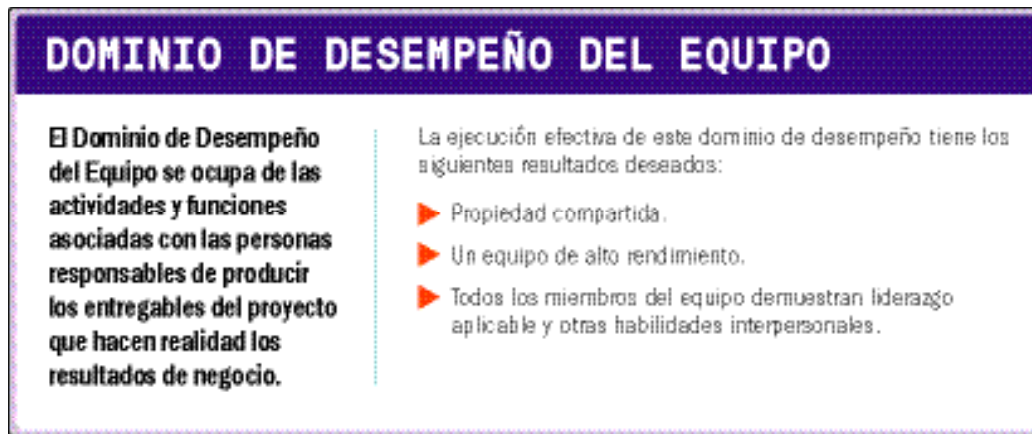 DOMINIO DE DESEMPEÑO DEL EQUIPO
El Dominio de Desempeño
del Equipo se ocupa de las
actividades y funciones
asociadas con las personas
responsables de producir
los entregables del proyecto
que hacen realidad los
resultados de negocio.
La ejecución efectiva de este dominio de desempeño tiene los
siguientes resultados deseados:
Propiedad compartida.
Un equipo de alto rendimiento.
Todos los miembros del equipo demuestran liderazgo
aplicable y otras habilidades interpersonales.